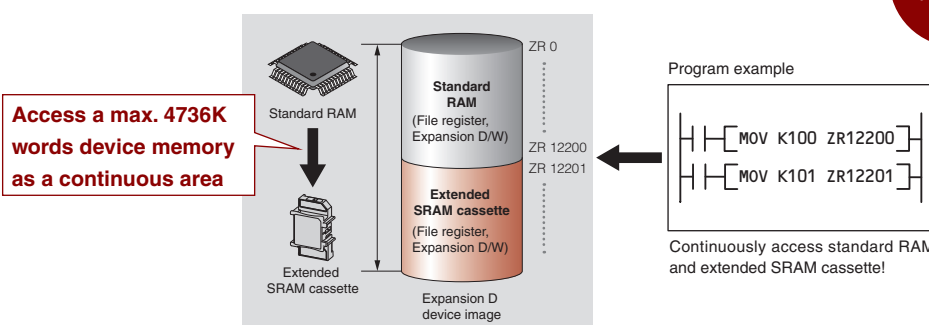 Access a max. 4736K
words device memory
as a continuous area
Standard RAM
Extended
SRAM cassette
Standard
RAM
(File register,
Expansion D/W)
Extended
SRAM cassette
(File register,
Expansion D/W)
Expansion D
device image
ZR 0
ZR 12200
ZR 12201
Program example
MOV K100 ZR12200
MOV K101 ZR12201
Continuously access standard RAM
and extended SRAM cassette!